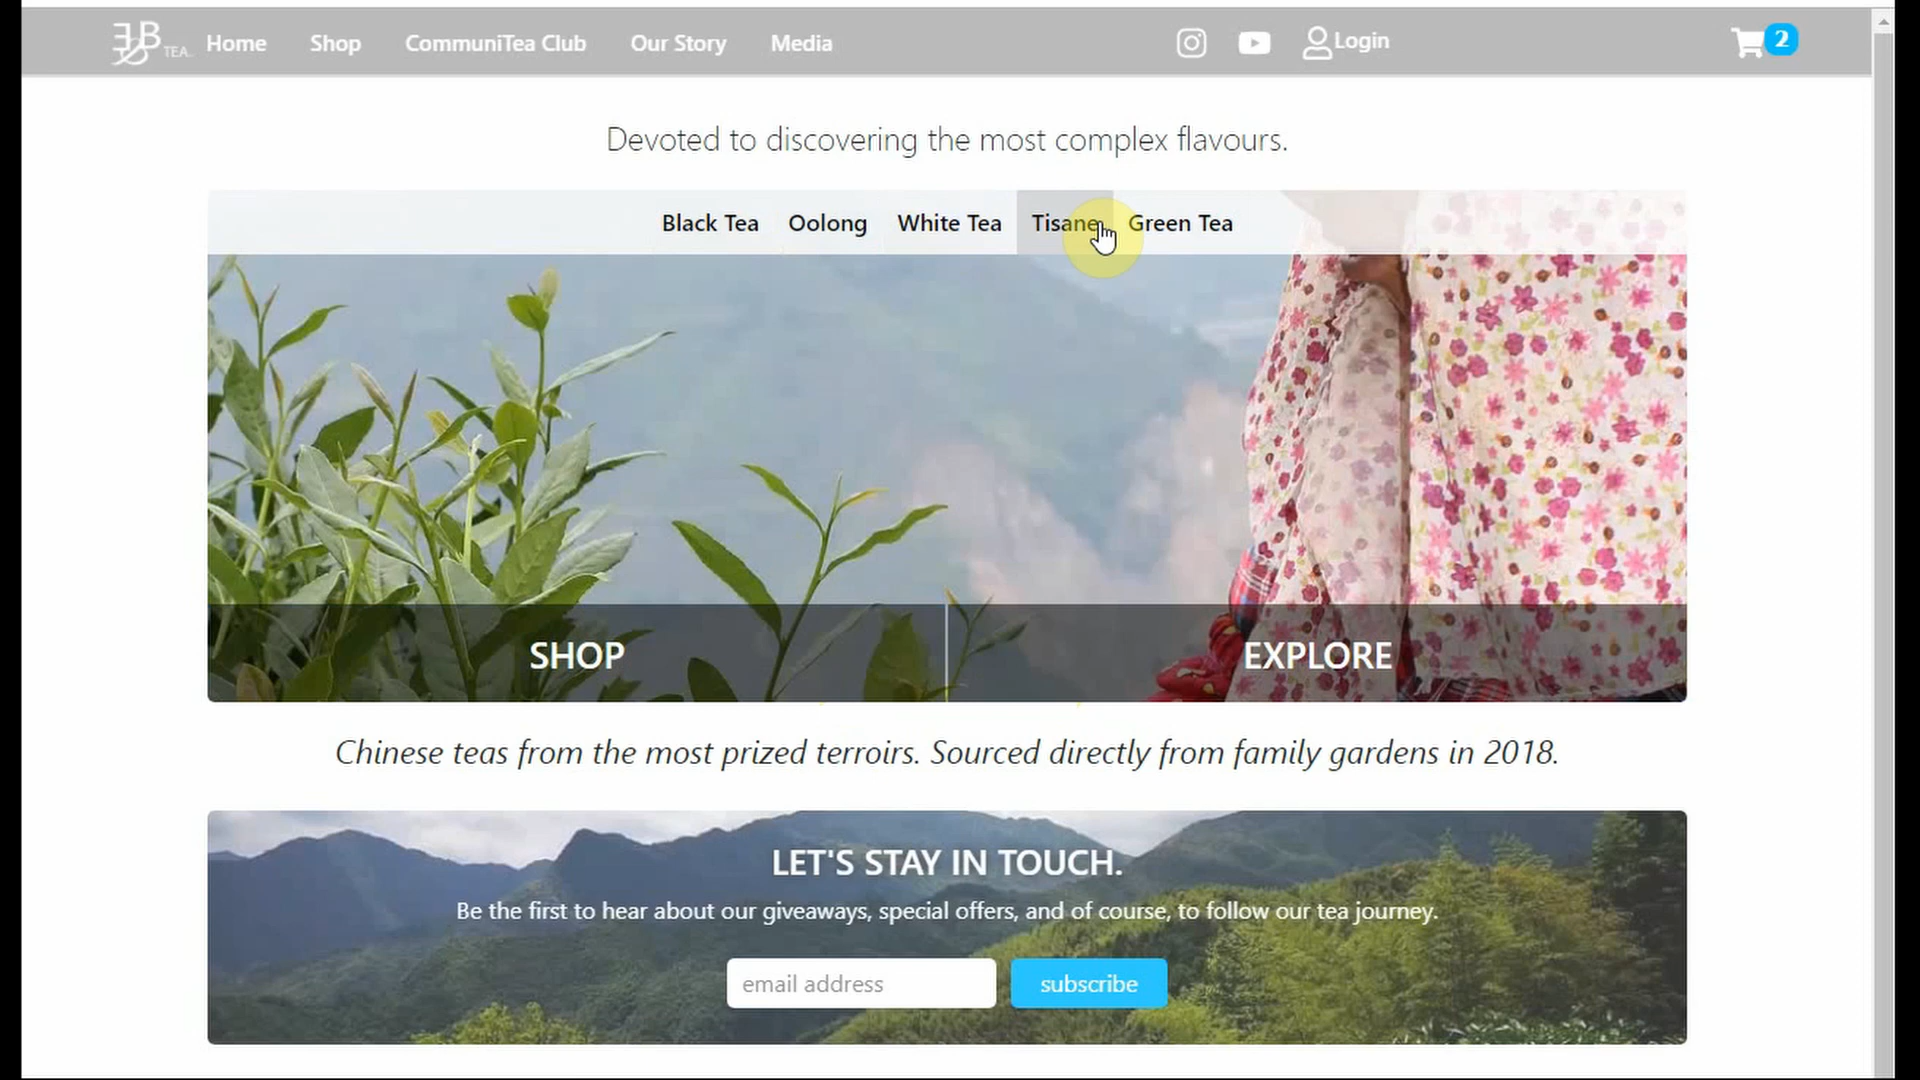 TEA Home Shop CommuniTea Club Our Story Media Login 2
Devoted to discovering the most complex flavours.
Black Tea Oolong White Tea Tisane Green Tea
SHOP EXPLORE
Chinese teas from the most prized terroirs. Sourced directly from family gardens in 2018.
LET'S STAY IN TOUCH.
Be the first to hear about our giveaways, special offers, and of course, to follow our tea journey.
email address subscribe